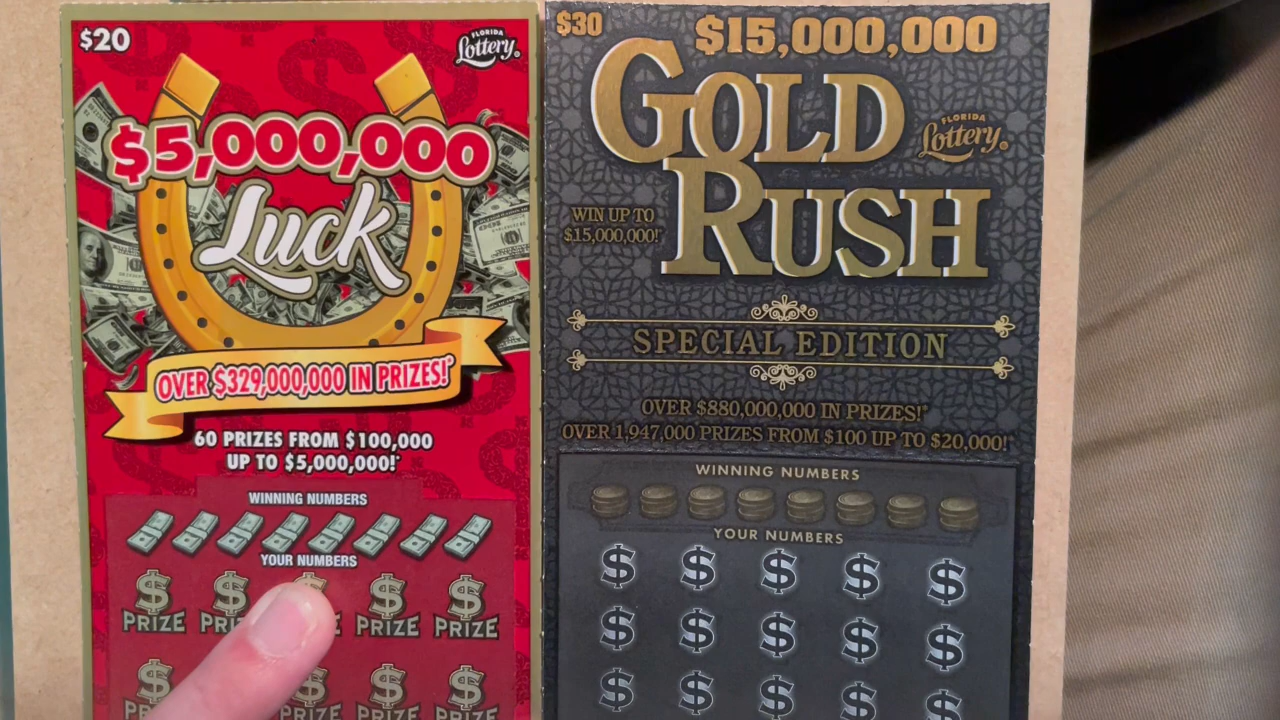 $20
FLORIDA
Lottery®
$5,000,000
Luck
OVER $329,000,000 IN PRIZES!*
60 PRIZES FROM $100,000
UP TO $5,000,000!*
WINNING NUMBERS
YOUR NUMBERS
$ $ $ $
PRIZE PRIZE PRIZE
$ $ $ $
PRIZE PRIZE PRIZE
$30
$15,000,000
GOLD
RUSH
FLORIDA
Lottery®
WIN UP TO
$15,000,000!*
SPECIAL EDITION
OVER $880,000,000 IN PRIZES!*
OVER 1,947,000 PRIZES FROM $100 UP TO $20,000!*
WINNING NUMBERS
YOUR NUMBERS
$ $ $ $ $
$ $ $ $ $
$ $ $ $ $